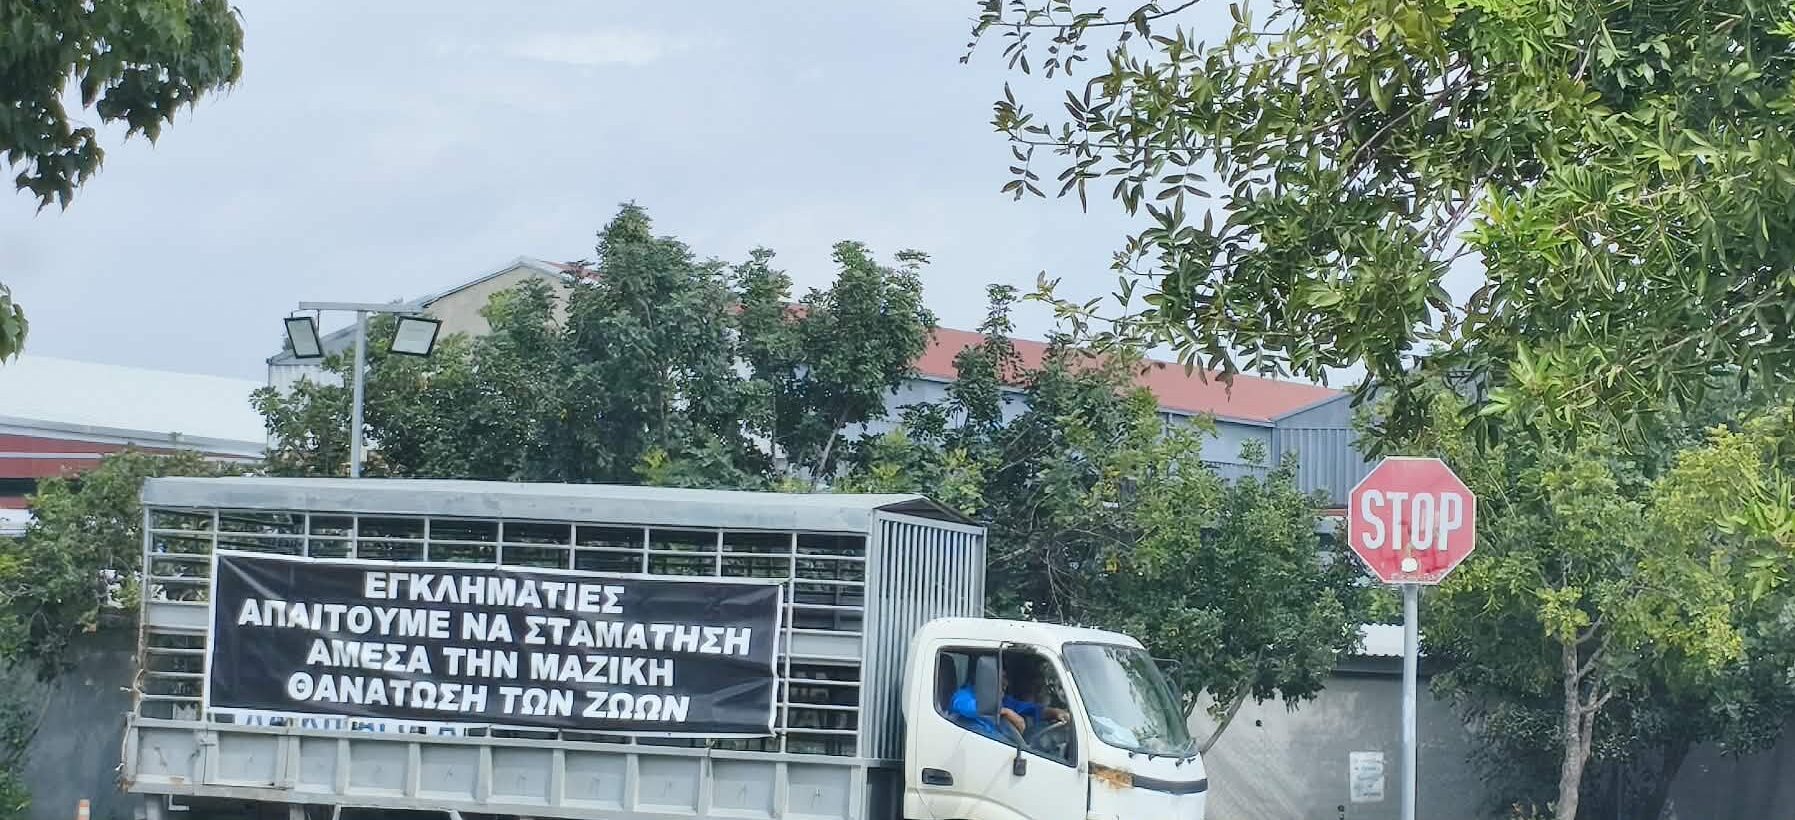 ΕΓΚΛΗΜΑΤΙΕΣ
ΑΠΑΙΤΟΥΜΕ ΝΑ ΣΤΑΜΑΤΗΣΗ
ΑΜΕΣΑ ΤΗΝ ΜΑΖΙΚΗ
ΘΑΝΑΤΩΣΗ ΤΩΝ ΖΩΩΝ
STOP